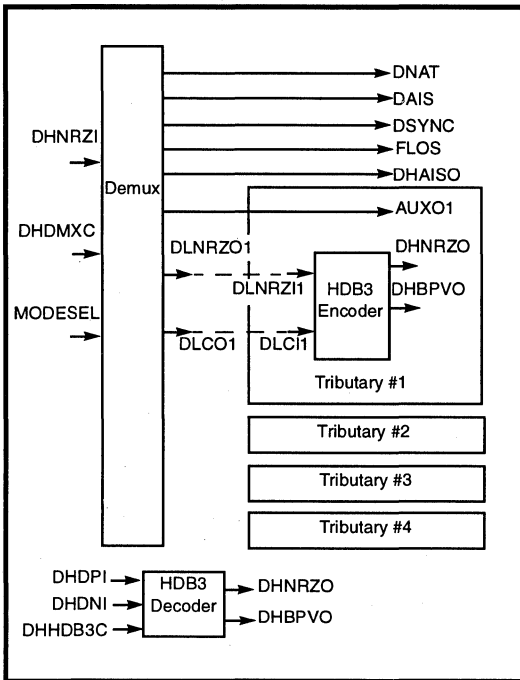 DNAT
DAIS
DSYNC
FLOS
DHAISO
AUXO1
DHNRZI
Demux
DHDMXC
MODESEL
DLNRZO1
DLNRZI1
DLCO1
DLCI1
HDB3
Encoder
DHNRZO
DHBPVO
Tributary #1
Tributary #2
Tributary #3
Tributary #4
DHDPI
DHDNI
DHHDB3C
HDB3
Decoder
DHNRZO
DHBPVO